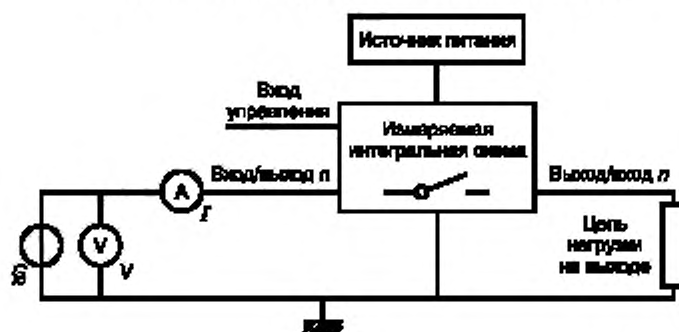 Источник питания
Вход
управления
Измеряемая
интегральная схема
Вход/выход n
Выход/вход n
A
I
V
V
Цепь
нагрузки
на выходе